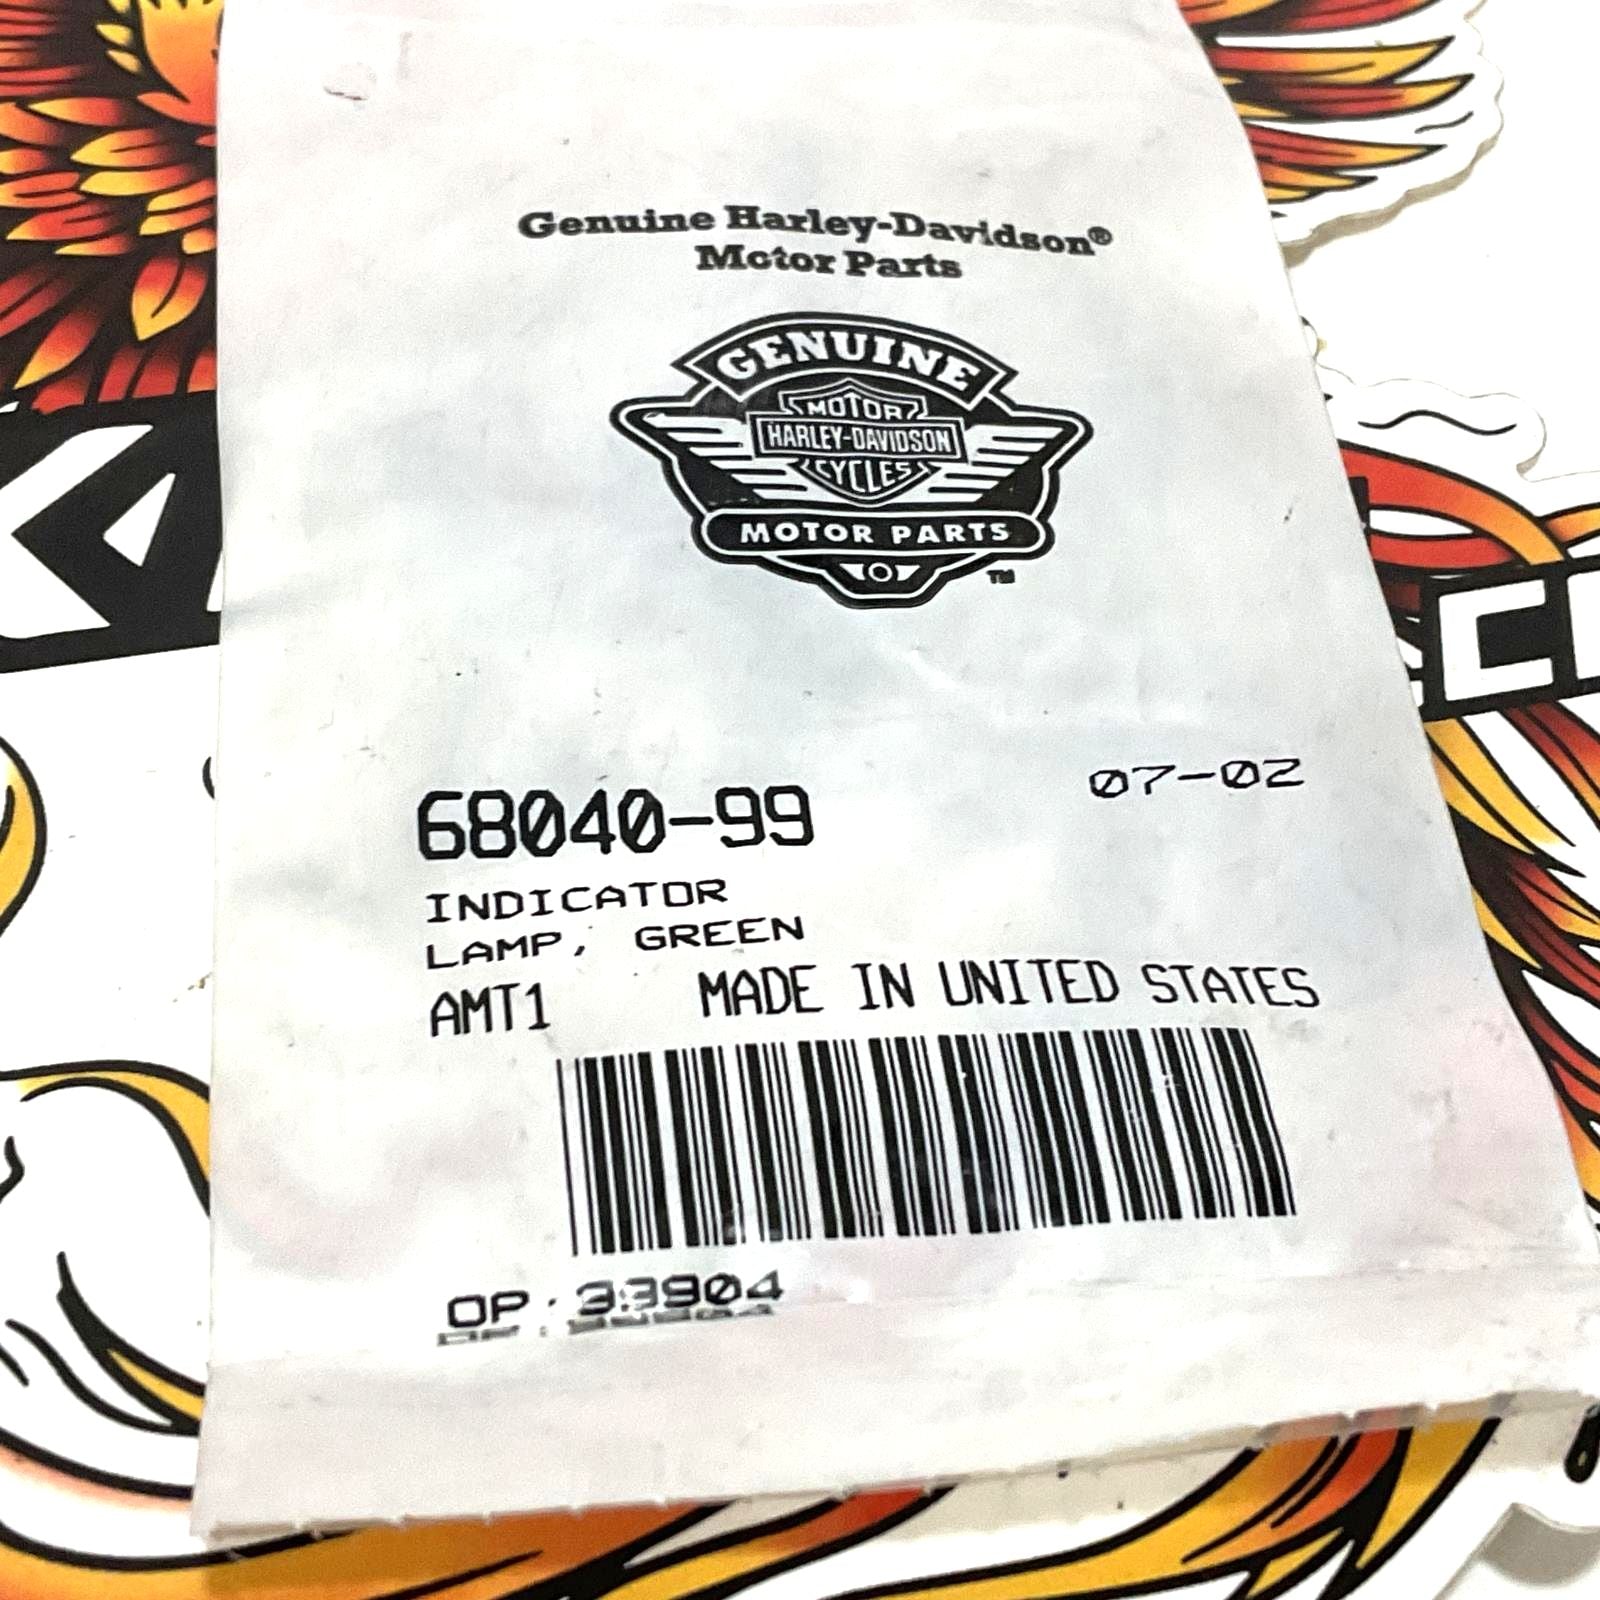 Genuine Harley-Davidson®
Motor Parts
GENUINE
MOTOR
HARLEY-DAVIDSON
CYCLES
MOTOR PARTS
TM
68040-99
07-02
INDICATOR
LAMP, GREEN
AMT1 MADE IN UNITED STATES
OP: 33904